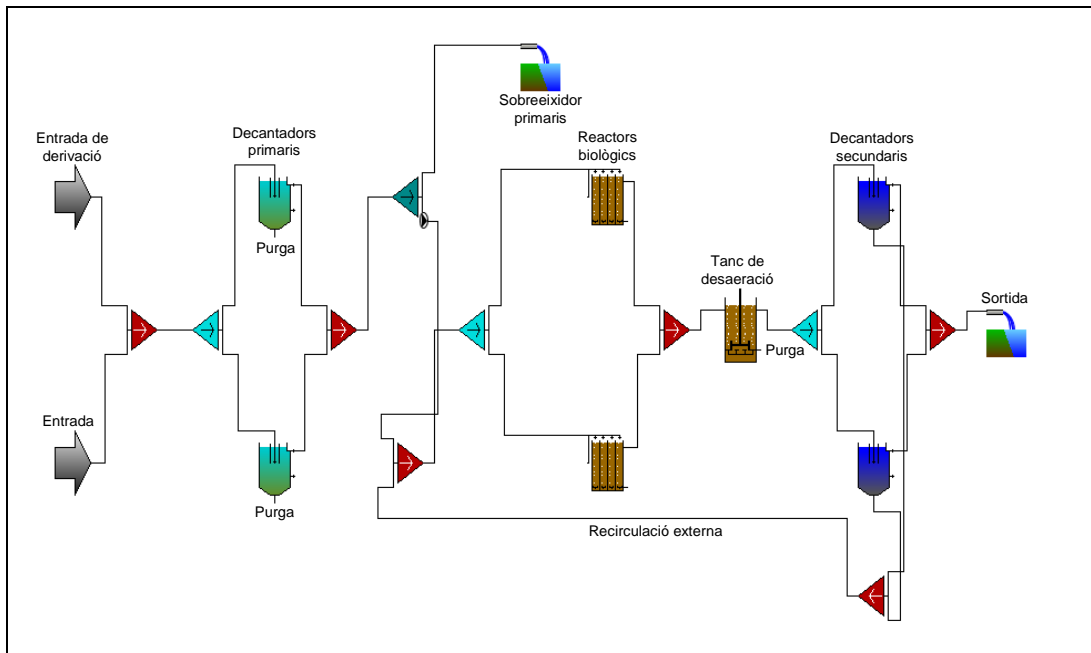 Sobreeixidor
primaris
Entrada de
derivació
Decantadors
primaris
Reactors
biològics
Decantadors
secundaris
Purga
Tanc de
desaeració
Sortida
Purga
Entrada
Purga
Recirculació externa